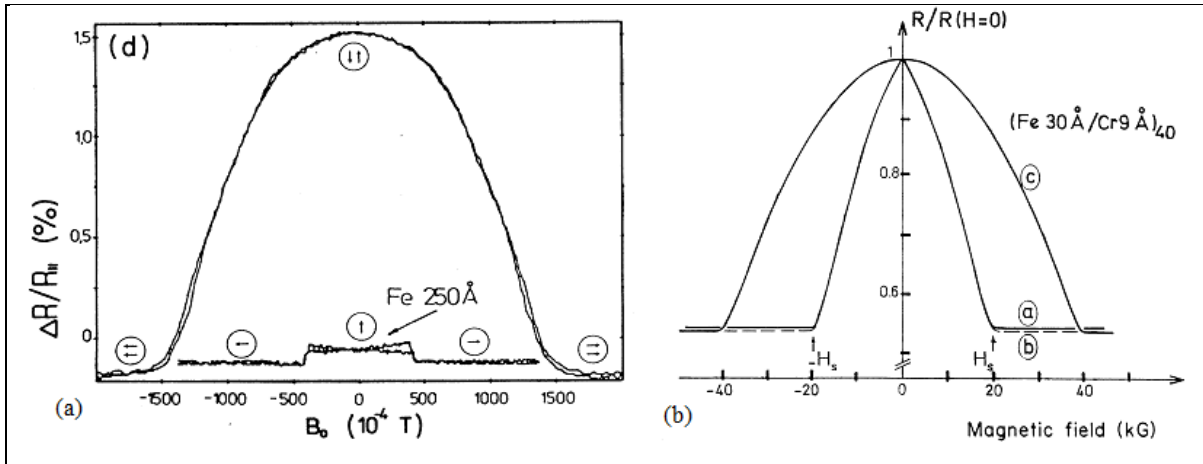 (d)
1,5
1,0
0,5
0
ΔR/R₍₎ (%)
Fe 250Å
-1500 -1000 -500 0 500 1000 1500
B₀ (10⁻⁴ T)
(a)
R/R(H=0)
1
0.8
0.6
(Fe 30Å/Cr9Å)₄₀
c
a
b
-Hₛ
Hₛ
-40 -20 0 20 40
Magnetic field (kG)
(b)